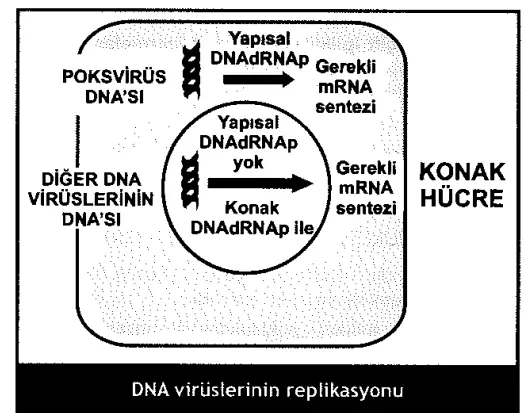 Yapısal
DNAdRNAp
POKSVİRÜS
DNA'SI
Gerekli
mRNA
sentezi
Yapısal
DNAdRNAp
yok
DİĞER DNA
VİRÜSLERİNİN
DNA'SI
Gerekli
mRNA
sentezi
Konak
DNAdRNAp ile
KONAK
HÜCRE
DNA virüslerinin replikasyonu